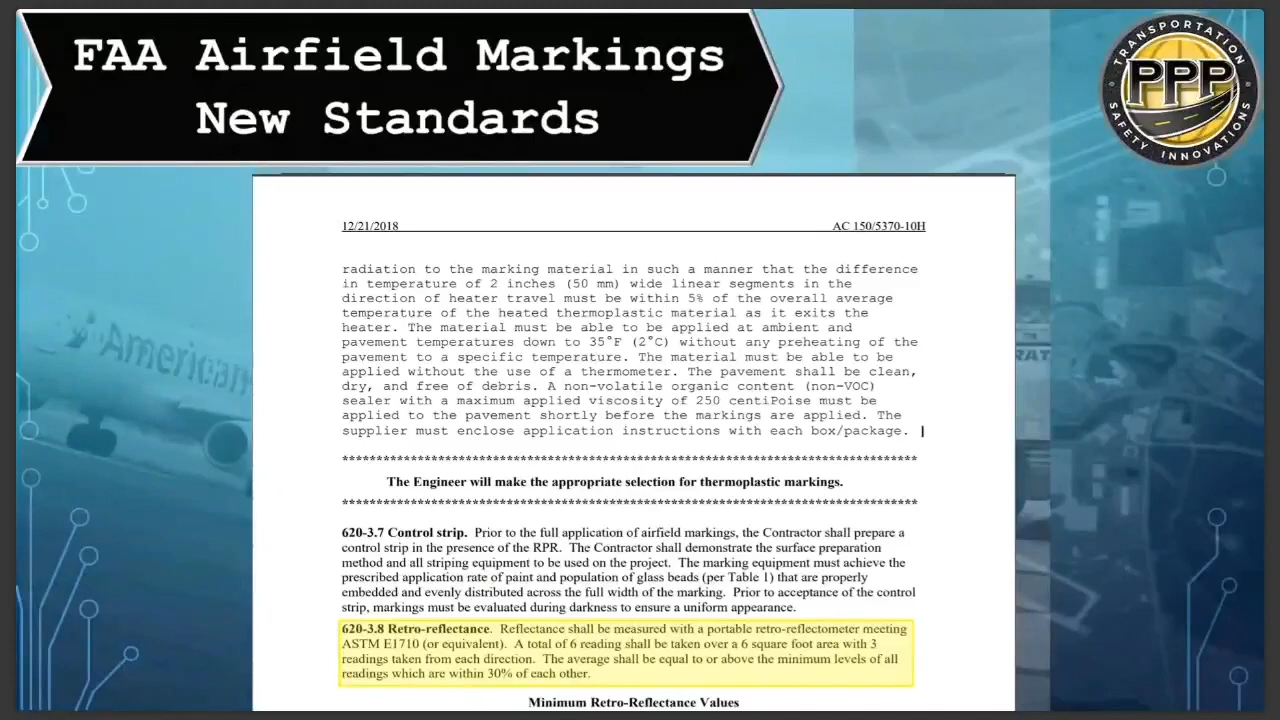 FAA Airfield Markings
New Standards
TRANSPORTATION
PPP
SAFETY INNOVATIONS
American
RAT
12/21/2018 AC 150/5370-10H
radiation to the marking material in such a manner that the difference
in temperature of 2 inches (50 mm) wide linear segments in the
direction of heater travel must be within 5% of the overall average
temperature of the heated thermoplastic material as it exits the
heater. The material must be able to be applied at ambient and
pavement temperatures down to 35°F (2°C) without any preheating of the
pavement to a specific temperature. The material must be able to be
applied without the use of a thermometer. The pavement shall be clean,
dry, and free of debris. A non-volatile organic content (non-VOC)
sealer with a maximum applied viscosity of 250 centiPoise must be
applied to the pavement shortly before the markings are applied. The
supplier must enclose application instructions with each box/package. |
************************************************************************************
The Engineer will make the appropriate selection for thermoplastic markings.
************************************************************************************
620-3.7 Control strip. Prior to the full application of airfield markings, the Contractor shall prepare a
control strip in the presence of the RPR. The Contractor shall demonstrate the surface preparation
method and all striping equipment to be used on the project. The marking equipment must achieve the
prescribed application rate of paint and population of glass beads (per Table 1) that are properly
embedded and evenly distributed across the full width of the marking. Prior to acceptance of the control
strip, markings must be evaluated during darkness to ensure a uniform appearance.
620-3.8 Retro-reflectance. Reflectance shall be measured with a portable retro-reflectometer meeting
ASTM E1710 (or equivalent). A total of 6 reading shall be taken over a 6 square foot area with 3
readings taken from each direction. The average shall be equal to or above the minimum levels of all
readings which are within 30% of each other.
Minimum Retro-Reflectance Values